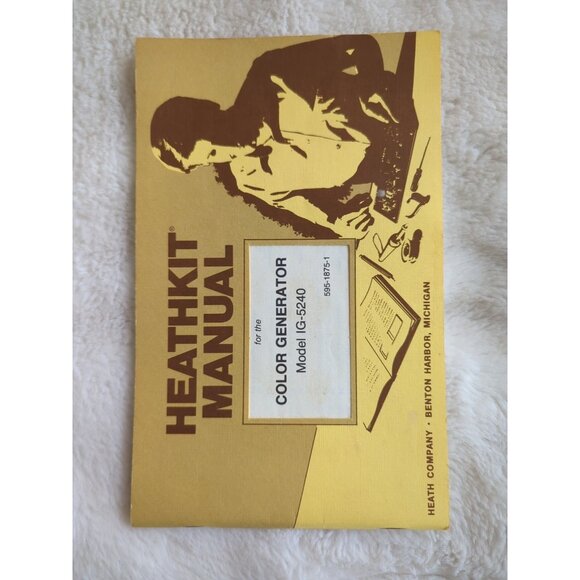 HEATHKIT®
MANUAL
for the
COLOR GENERATOR
Model IG-5240
595-1875-1
HEATH COMPANY · BENTON HARBOR, MICHIGAN